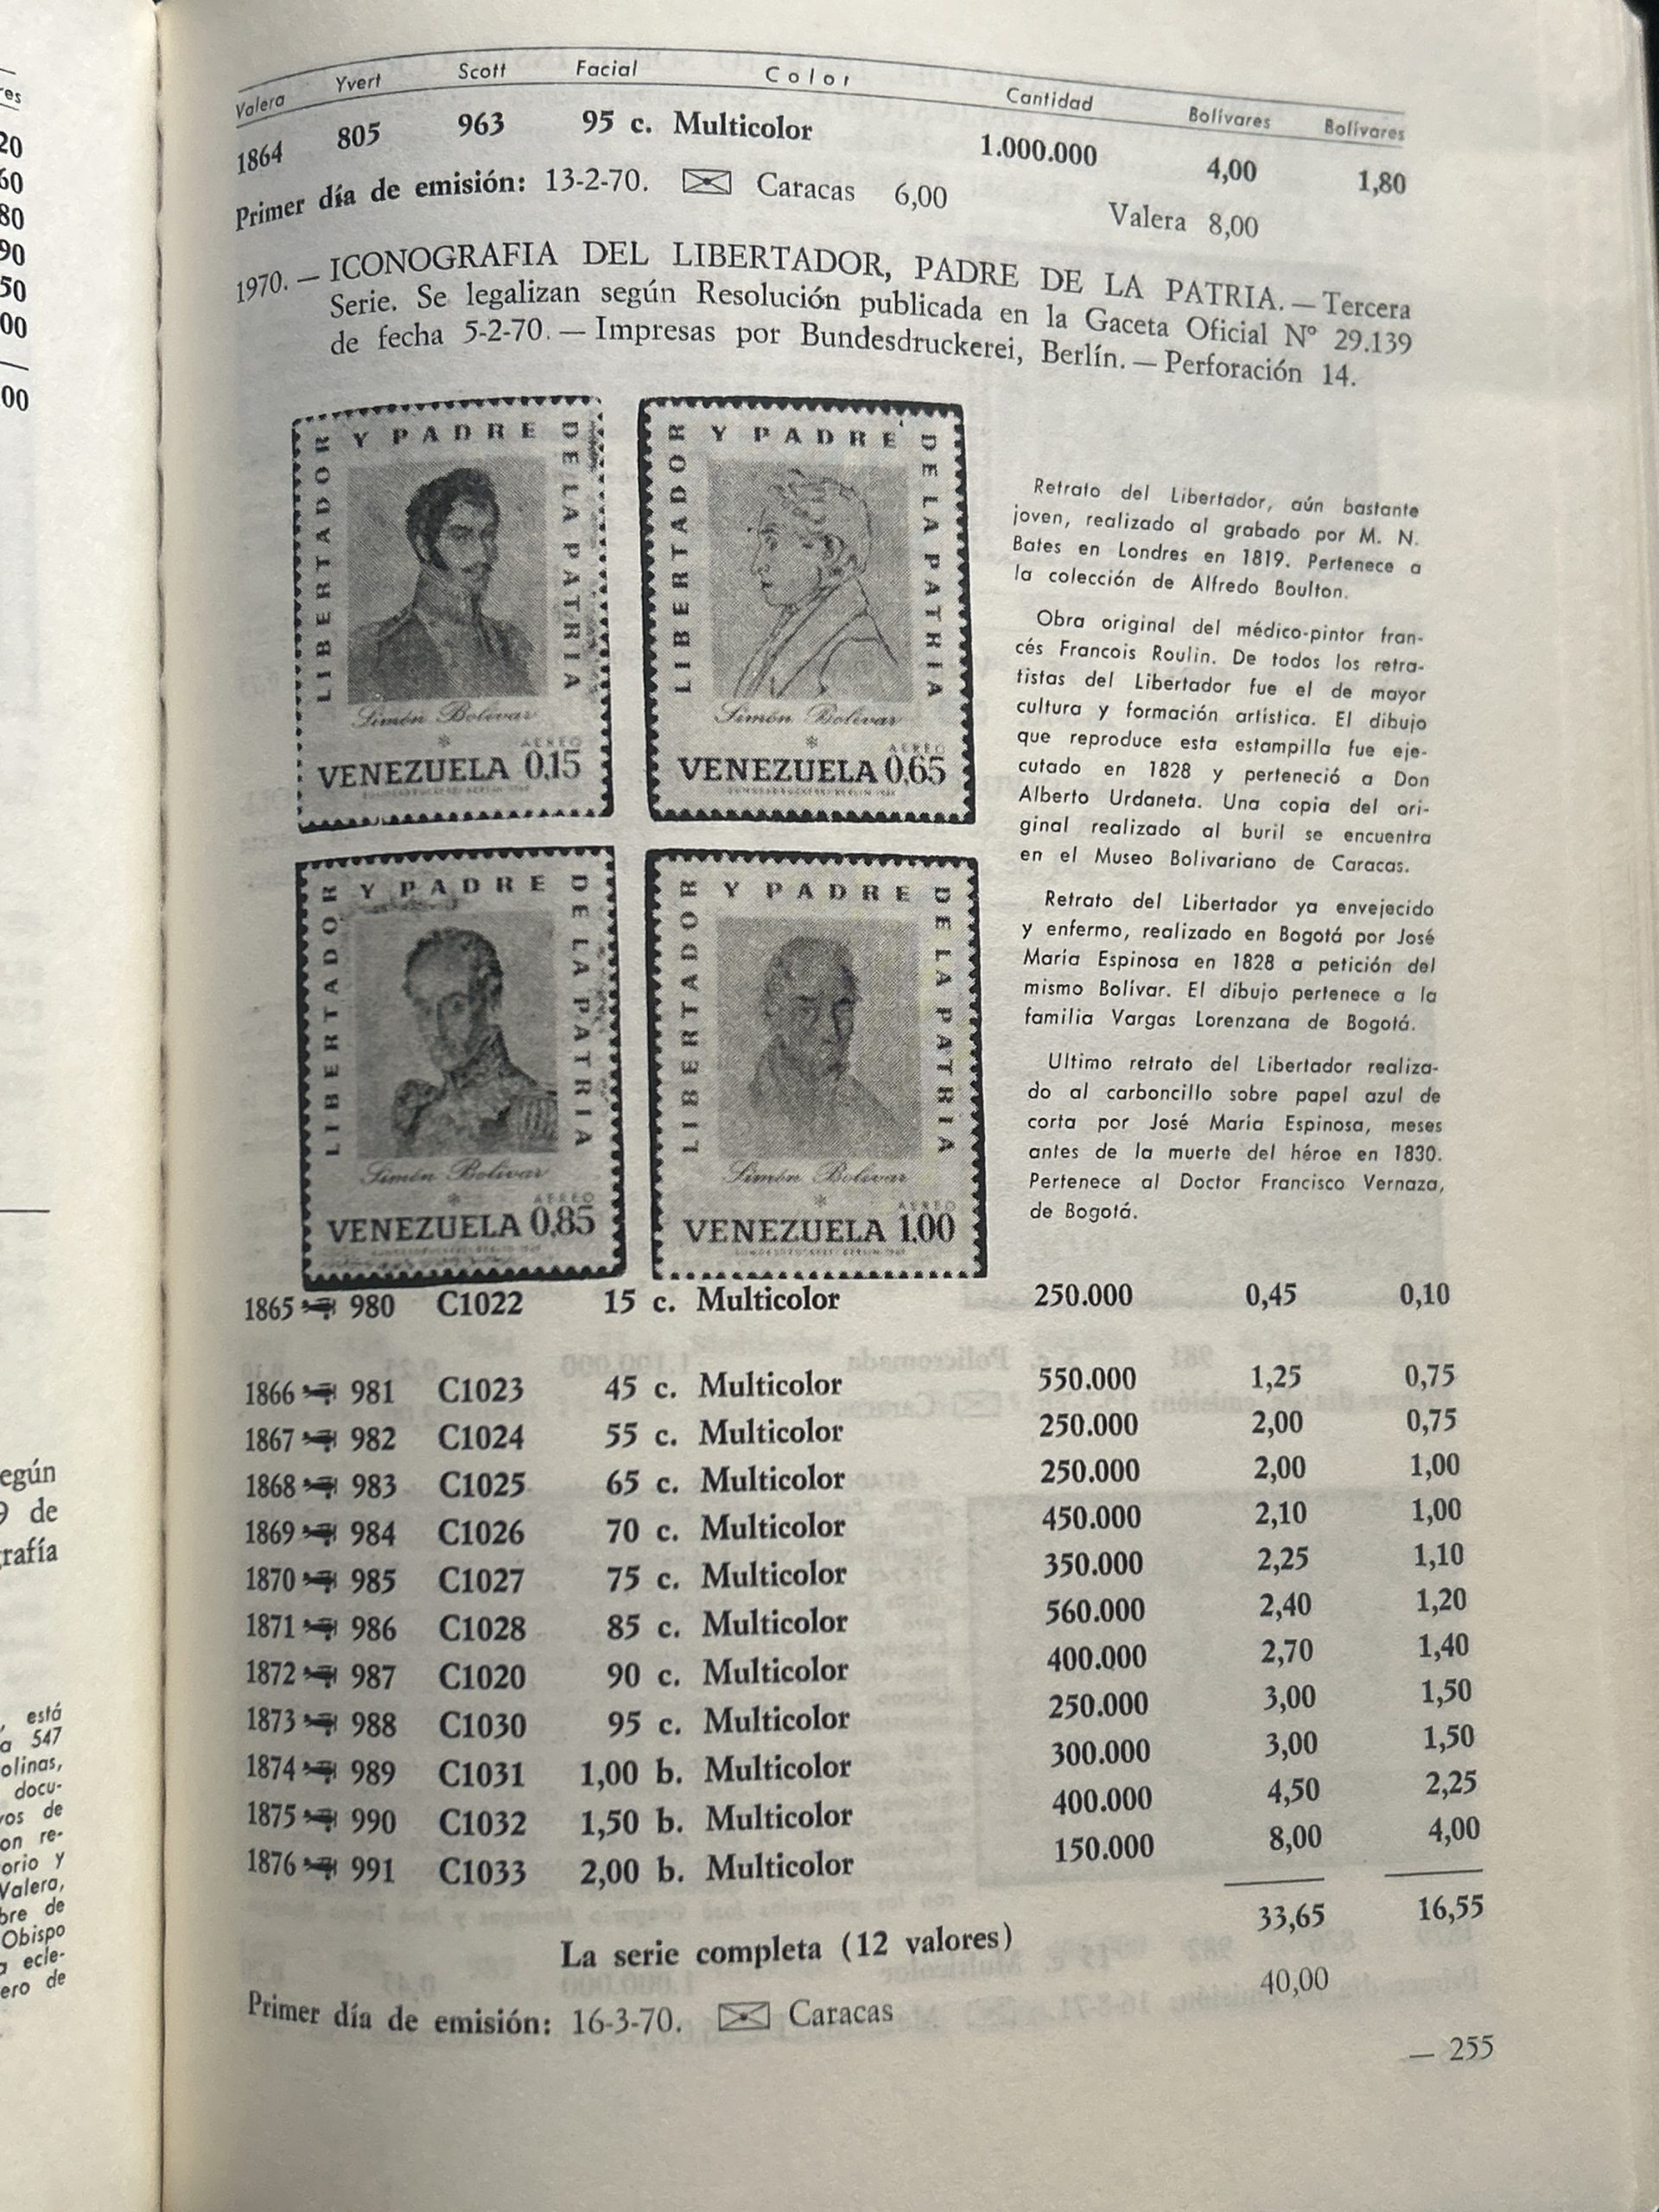 Valera Yvert Scott Facial Color Cantidad Bolívares Bolívares
1864 805 963 95 c. Multicolor 1.000.000 4,00 1,80
Primer día de emisión: 13-2-70. Caracas 6,00 Valera 8,00
1970. — ICONOGRAFIA DEL LIBERTADOR, PADRE DE LA PATRIA. — Tercera
Serie. Se legalizan según Resolución publicada en la Gaceta Oficial Nº 29.139
de fecha 5-2-70. — Impresas por Bundesdruckerei, Berlín. — Perforación 14.
LIBERTADOR Y PADRE DE LA PATRIA
Simón Bolívar
AEREO
VENEZUELA 0,15
LIBERTADOR Y PADRE DE LA PATRIA
Simón Bolívar
AEREO
VENEZUELA 0,65
LIBERTADOR Y PADRE DE LA PATRIA
Simón Bolívar
AEREO
VENEZUELA 0,85
LIBERTADOR Y PADRE DE LA PATRIA
Simón Bolívar
AEREO
VENEZUELA 1,00
Retrato del Libertador, aún bastante
joven, realizado al grabado por M. N.
Bates en Londres en 1819. Pertenece a
la colección de Alfredo Boulton.
Obra original del médico-pintor fran-
cés Francois Roulin. De todos los retra-
tistas del Libertador fue el de mayor
cultura y formación artística. El dibujo
que reproduce esta estampilla fue eje-
cutado en 1828 y perteneció a Don
Alberto Urdaneta. Una copia del ori-
ginal realizado al buril se encuentra
en el Museo Bolivariano de Caracas.
Retrato del Libertador ya envejecido
y enfermo, realizado en Bogotá por José
María Espinosa en 1828 a petición del
mismo Bolívar. El dibujo pertenece a la
familia Vargas Lorenzana de Bogotá.
Ultimo retrato del Libertador realiza-
do al carboncillo sobre papel azul de
corta por José María Espinosa, meses
antes de la muerte del héroe en 1830.
Pertenece al Doctor Francisco Vernaza,
de Bogotá.
1865 980 C1022 15 c. Multicolor 250.000 0,45 0,10
1866 981 C1023 45 c. Multicolor 550.000 1,25 0,75
1867 982 C1024 55 c. Multicolor 250.000 2,00 0,75
1868 983 C1025 65 c. Multicolor 250.000 2,00 1,00
1869 984 C1026 70 c. Multicolor 450.000 2,10 1,00
1870 985 C1027 75 c. Multicolor 350.000 2,25 1,10
1871 986 C1028 85 c. Multicolor 560.000 2,40 1,20
1872 987 C1020 90 c. Multicolor 400.000 2,70 1,40
1873 988 C1030 95 c. Multicolor 250.000 3,00 1,50
1874 989 C1031 1,00 b. Multicolor 300.000 3,00 1,50
1875 990 C1032 1,50 b. Multicolor 400.000 4,50 2,25
1876 991 C1033 2,00 b. Multicolor 150.000 8,00 4,00
La serie completa (12 valores) 33,65 16,55
Primer día de emisión: 16-3-70. Caracas 40,00
— 255